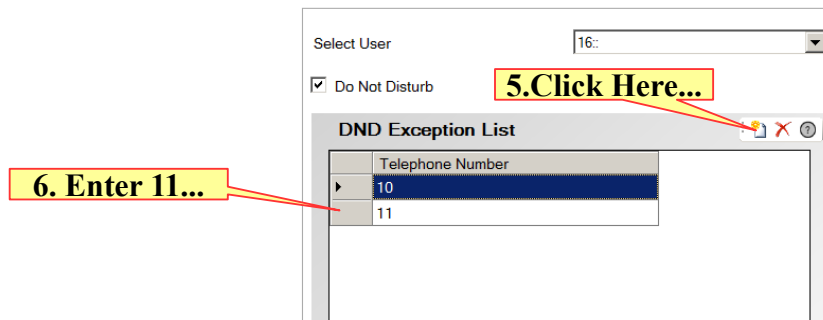 Select User
16::
Do Not Disturb
5.Click Here...
DND Exception List
Telephone Number
10
6. Enter 11...
11